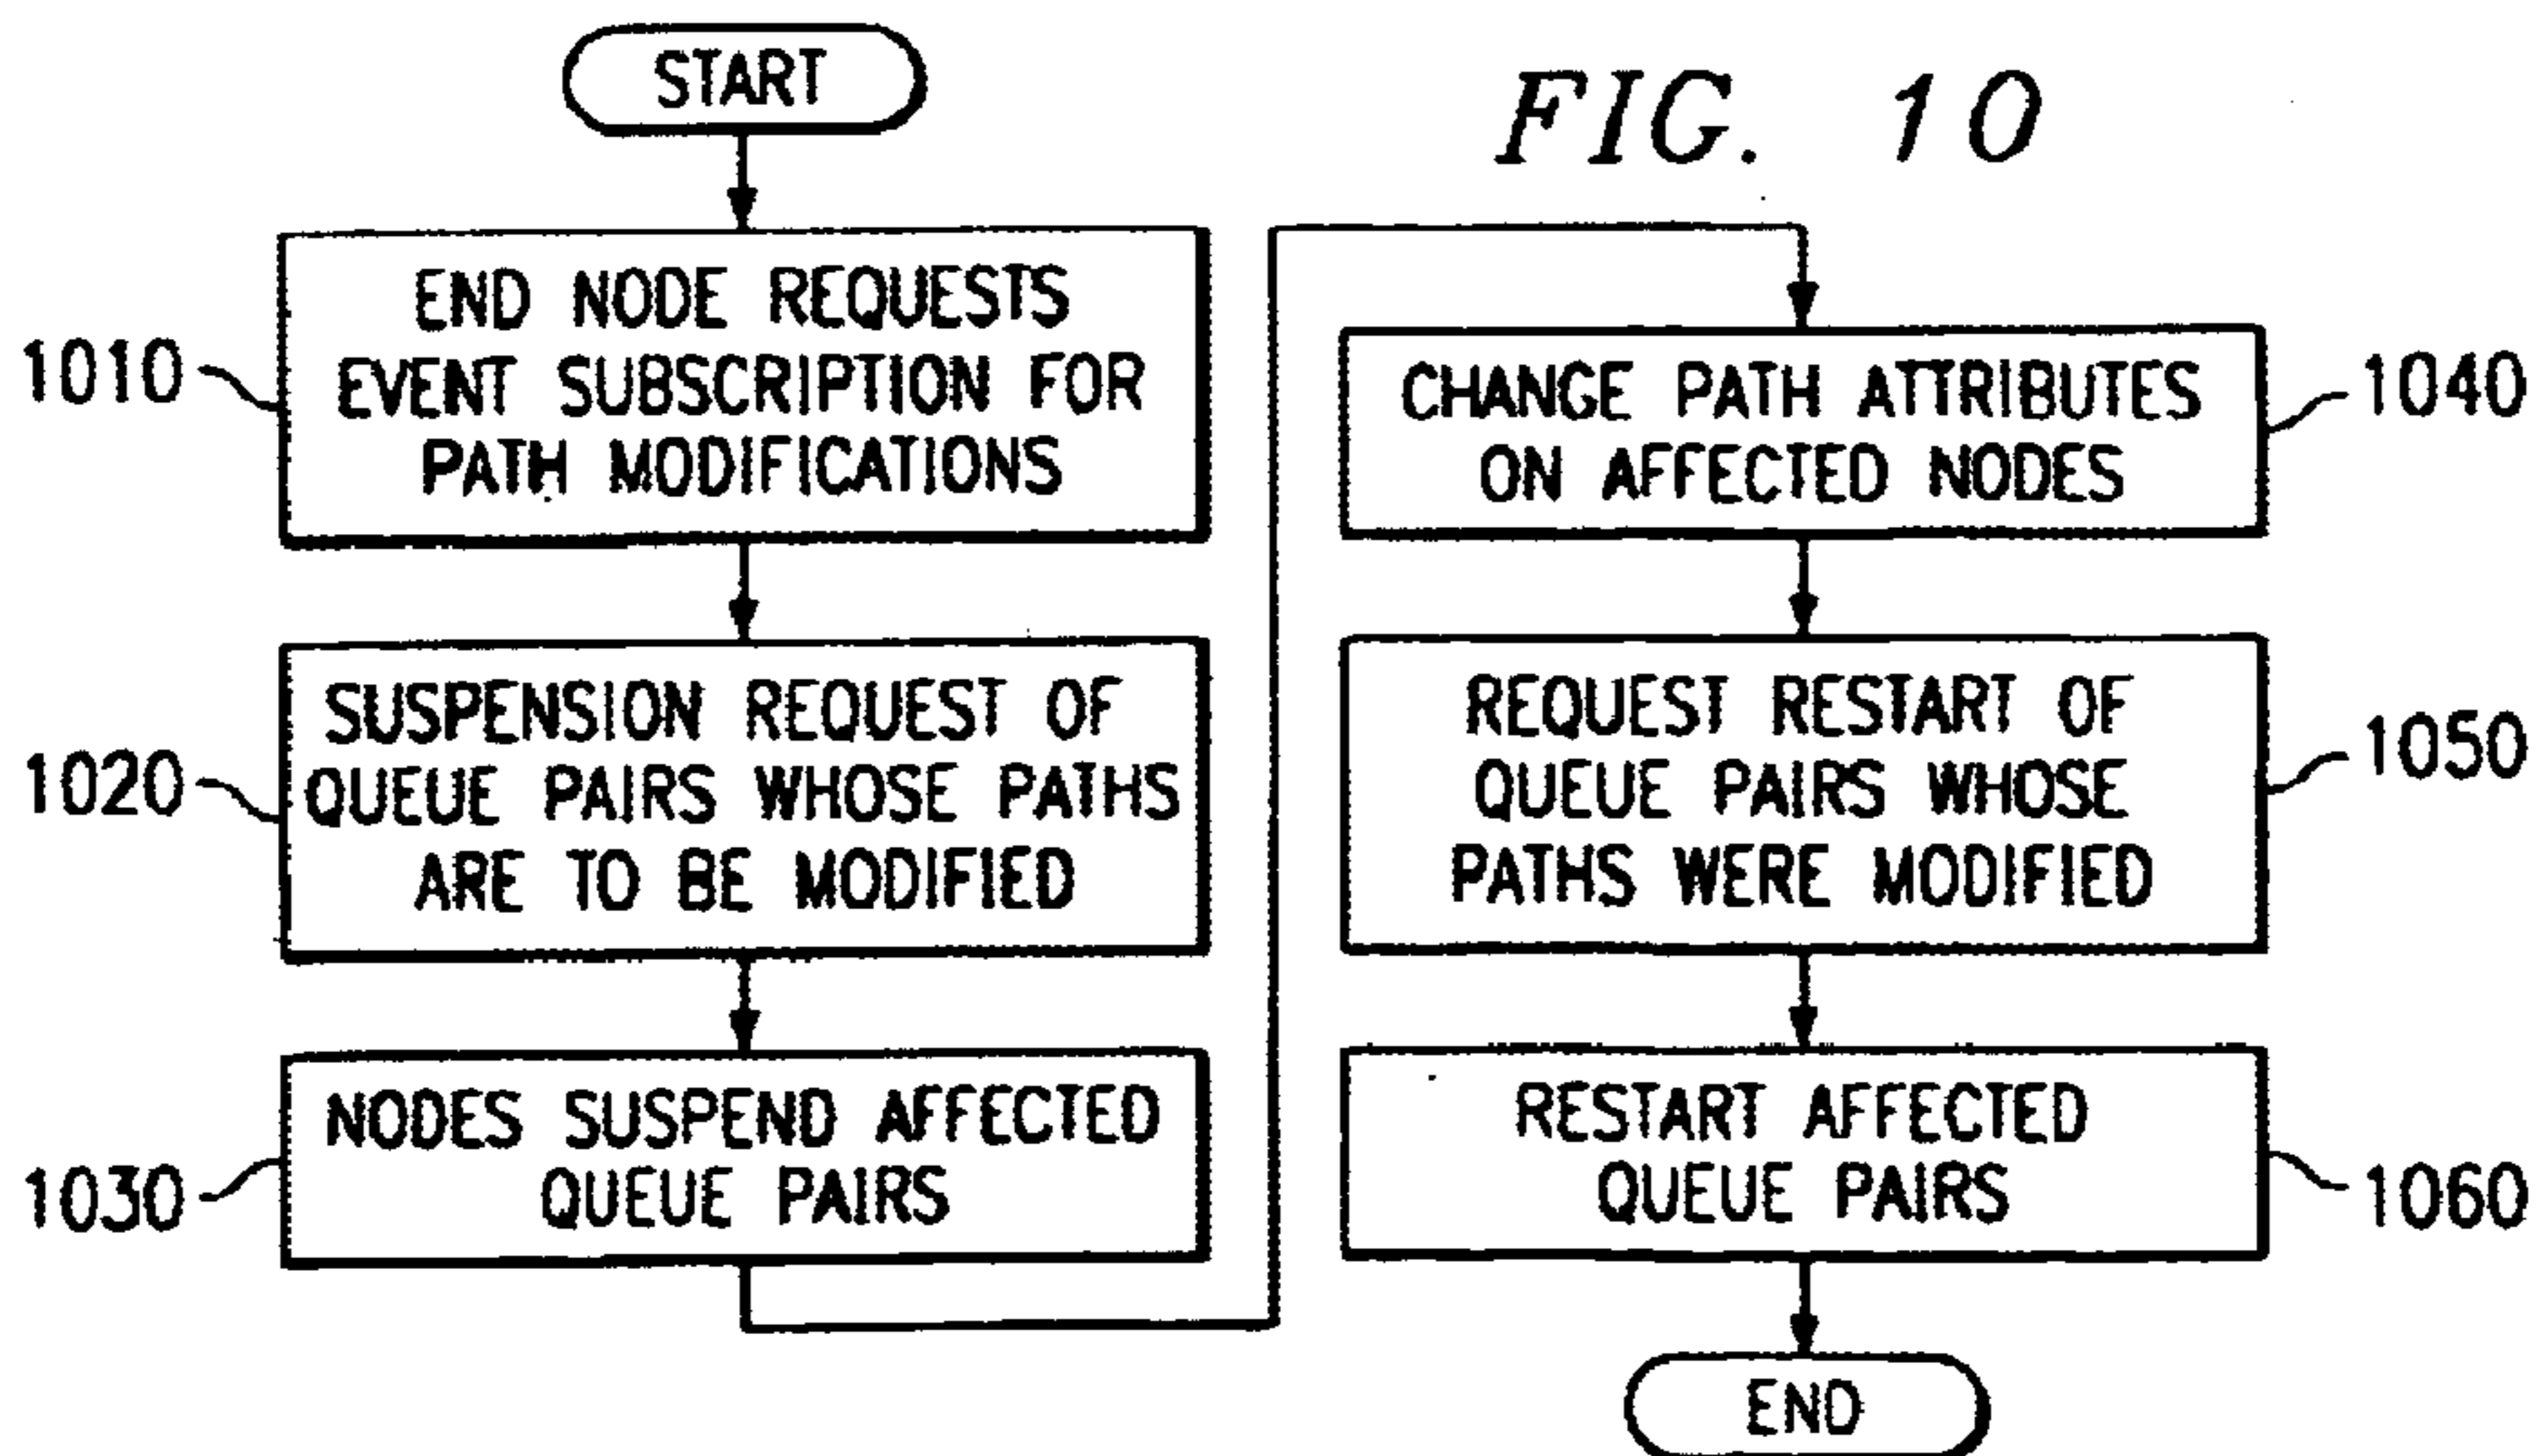 FIG. 10
START
1010
END NODE REQUESTS
EVENT SUBSCRIPTION FOR
PATH MODIFICATIONS
1020
SUSPENSION REQUEST OF
QUEUE PAIRS WHOSE PATHS
ARE TO BE MODIFIED
1030
NODES SUSPEND AFFECTED
QUEUE PAIRS
CHANGE PATH ATTRIBUTES
ON AFFECTED NODES
1040
REQUEST RESTART OF
QUEUE PAIRS WHOSE
PATHS WERE MODIFIED
1050
RESTART AFFECTED
QUEUE PAIRS
1060
END